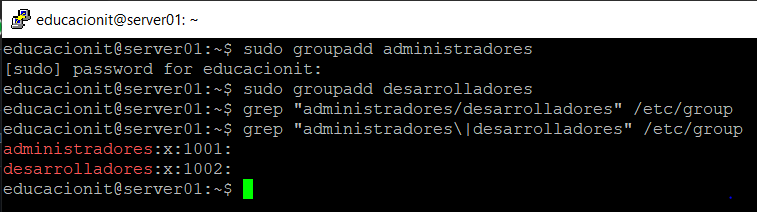 educacionit@server01: ~
educacionit@server01:~$ sudo groupadd administradores
[sudo] password for educacionit:
educacionit@server01:~$ sudo groupadd desarrolladores
educacionit@server01:~$ grep "administradores/desarrolladores" /etc/group
educacionit@server01:~$ grep "administradores\|desarrolladores" /etc/group
administradores:x:1001:
desarrolladores:x:1002:
educacionit@server01:~$